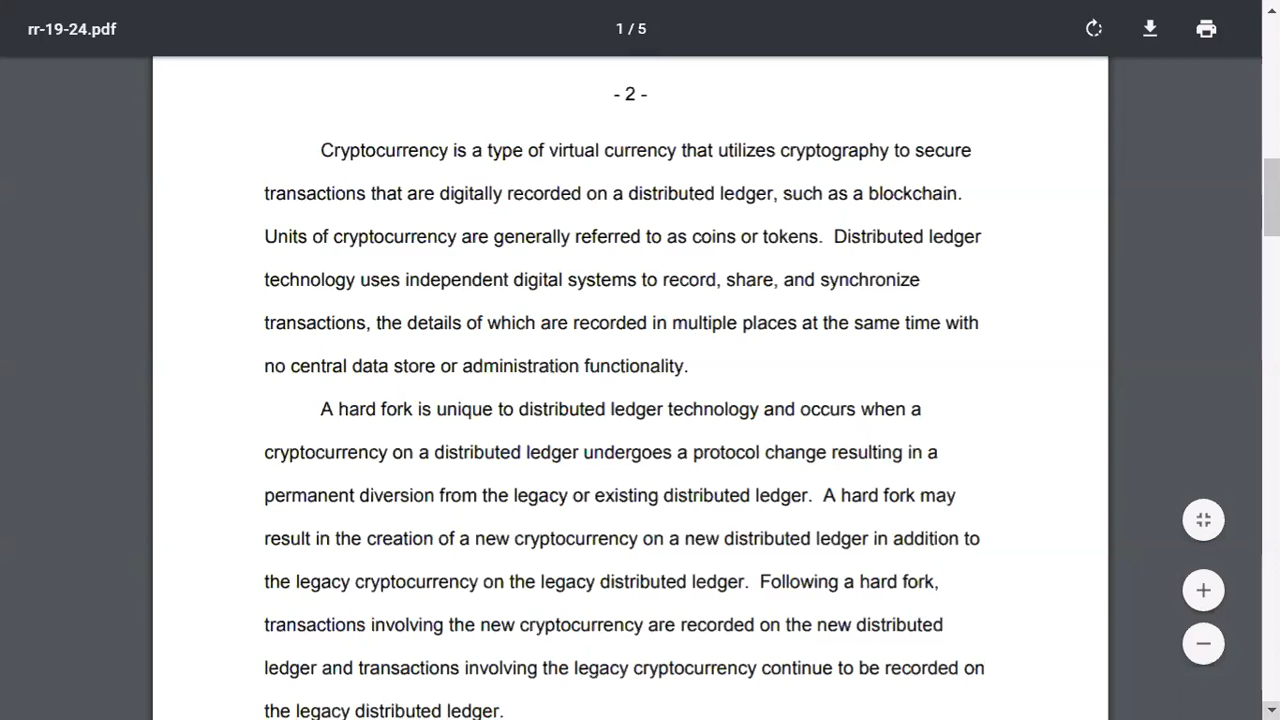 rr-19-24.pdf
1 / 5
- 2 -
Cryptocurrency is a type of virtual currency that utilizes cryptography to secure
transactions that are digitally recorded on a distributed ledger, such as a blockchain.
Units of cryptocurrency are generally referred to as coins or tokens.  Distributed ledger
technology uses independent digital systems to record, share, and synchronize
transactions, the details of which are recorded in multiple places at the same time with
no central data store or administration functionality.
A hard fork is unique to distributed ledger technology and occurs when a
cryptocurrency on a distributed ledger undergoes a protocol change resulting in a
permanent diversion from the legacy or existing distributed ledger.  A hard fork may
result in the creation of a new cryptocurrency on a new distributed ledger in addition to
the legacy cryptocurrency on the legacy distributed ledger.  Following a hard fork,
transactions involving the new cryptocurrency are recorded on the new distributed
ledger and transactions involving the legacy cryptocurrency continue to be recorded on
the legacy distributed ledger.